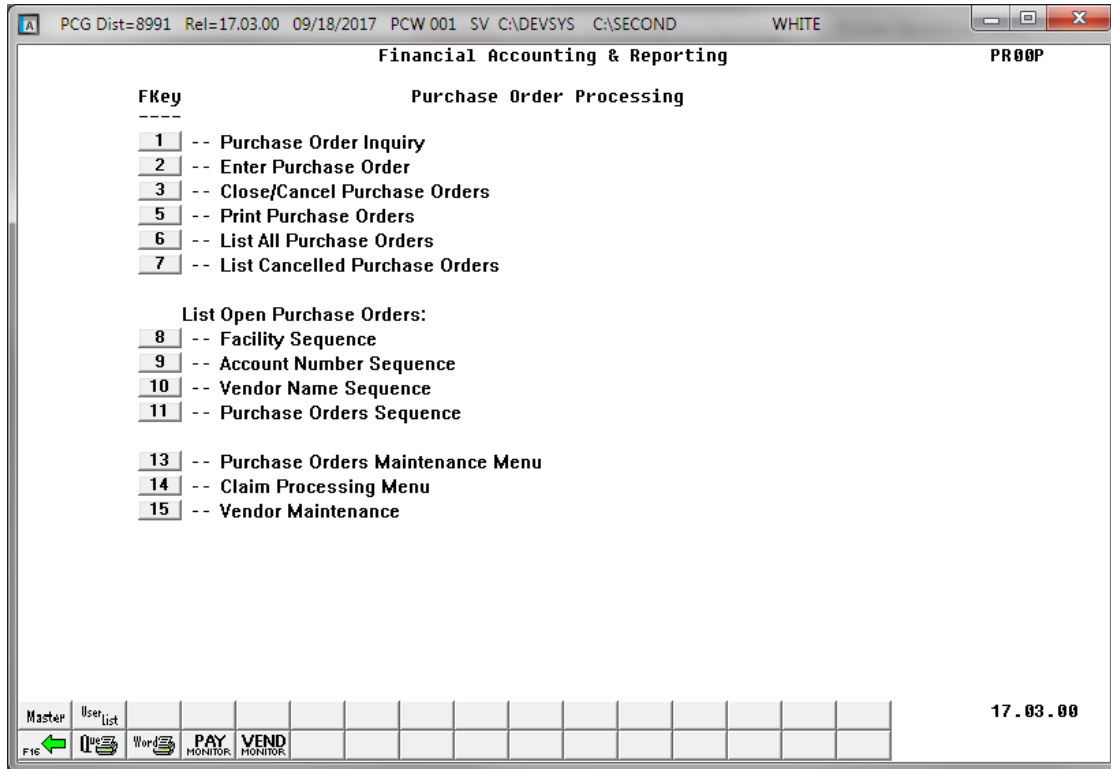 A PCG Dist=8991 Rel=17.03.00 09/18/2017 PCW 001 SV C:\DEVSYS C:\SECOND WHITE
Financial Accounting & Reporting PR00P
FKey Purchase Order Processing
----
1 -- Purchase Order Inquiry
2 -- Enter Purchase Order
3 -- Close/Cancel Purchase Orders
5 -- Print Purchase Orders
6 -- List All Purchase Orders
7 -- List Cancelled Purchase Orders
List Open Purchase Orders:
8 -- Facility Sequence
9 -- Account Number Sequence
10 -- Vendor Name Sequence
11 -- Purchase Orders Sequence
13 -- Purchase Orders Maintenance Menu
14 -- Claim Processing Menu
15 -- Vendor Maintenance
Master User List 17.03.00
F16 Que Word PAY MONITOR VEND MONITOR